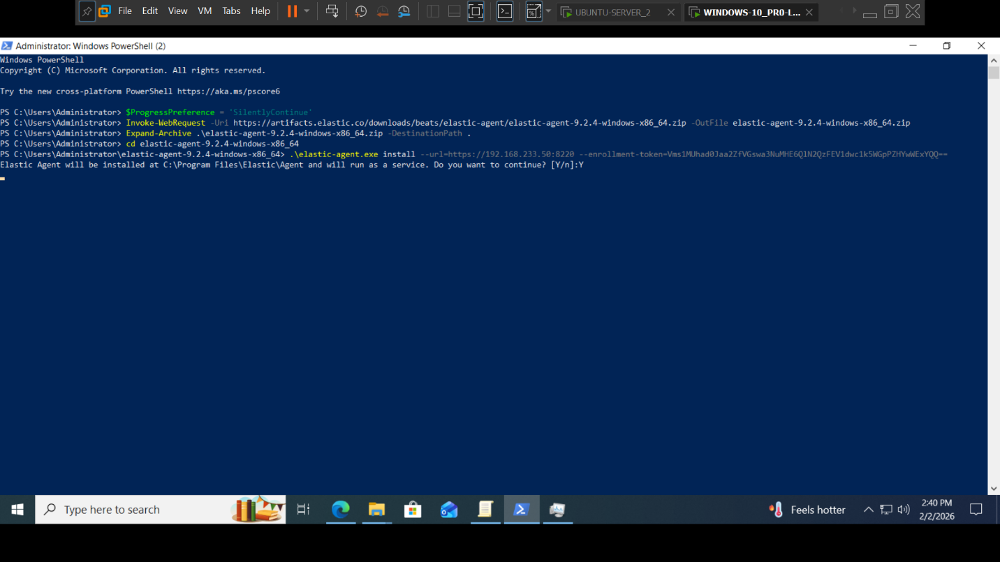 File Edit View VM Tabs Help
UBUNTU-SERVER_2
WINDOWS-10_PR0-L...
Administrator: Windows PowerShell (2)
Windows PowerShell
Copyright (C) Microsoft Corporation. All rights reserved.
Try the new cross-platform PowerShell https://aka.ms/pscore6
PS C:\Users\Administrator> $ProgressPreference = 'SilentlyContinue'
PS C:\Users\Administrator> Invoke-WebRequest -Uri https://artifacts.elastic.co/downloads/beats/elastic-agent/elastic-agent-9.2.4-windows-x86_64.zip -OutFile elastic-agent-9.2.4-windows-x86_64.zip
PS C:\Users\Administrator> Expand-Archive .\elastic-agent-9.2.4-windows-x86_64.zip -DestinationPath .
PS C:\Users\Administrator> cd elastic-agent-9.2.4-windows-x86_64
PS C:\Users\Administrator\elastic-agent-9.2.4-windows-x86_64> .\elastic-agent.exe install --url=https://192.168.233.50:8220 --enrollment-token=Vms1MUhad0Jaa2ZfVGswa3NuMHE6QlN2QzFEV1dwc1k5WGpPZHYwWExYQQ==
Elastic Agent will be installed at C:\Program Files\Elastic\Agent and will run as a service. Do you want to continue? [Y/n]:Y
Type here to search
Feels hotter
2:40 PM
2/2/2026